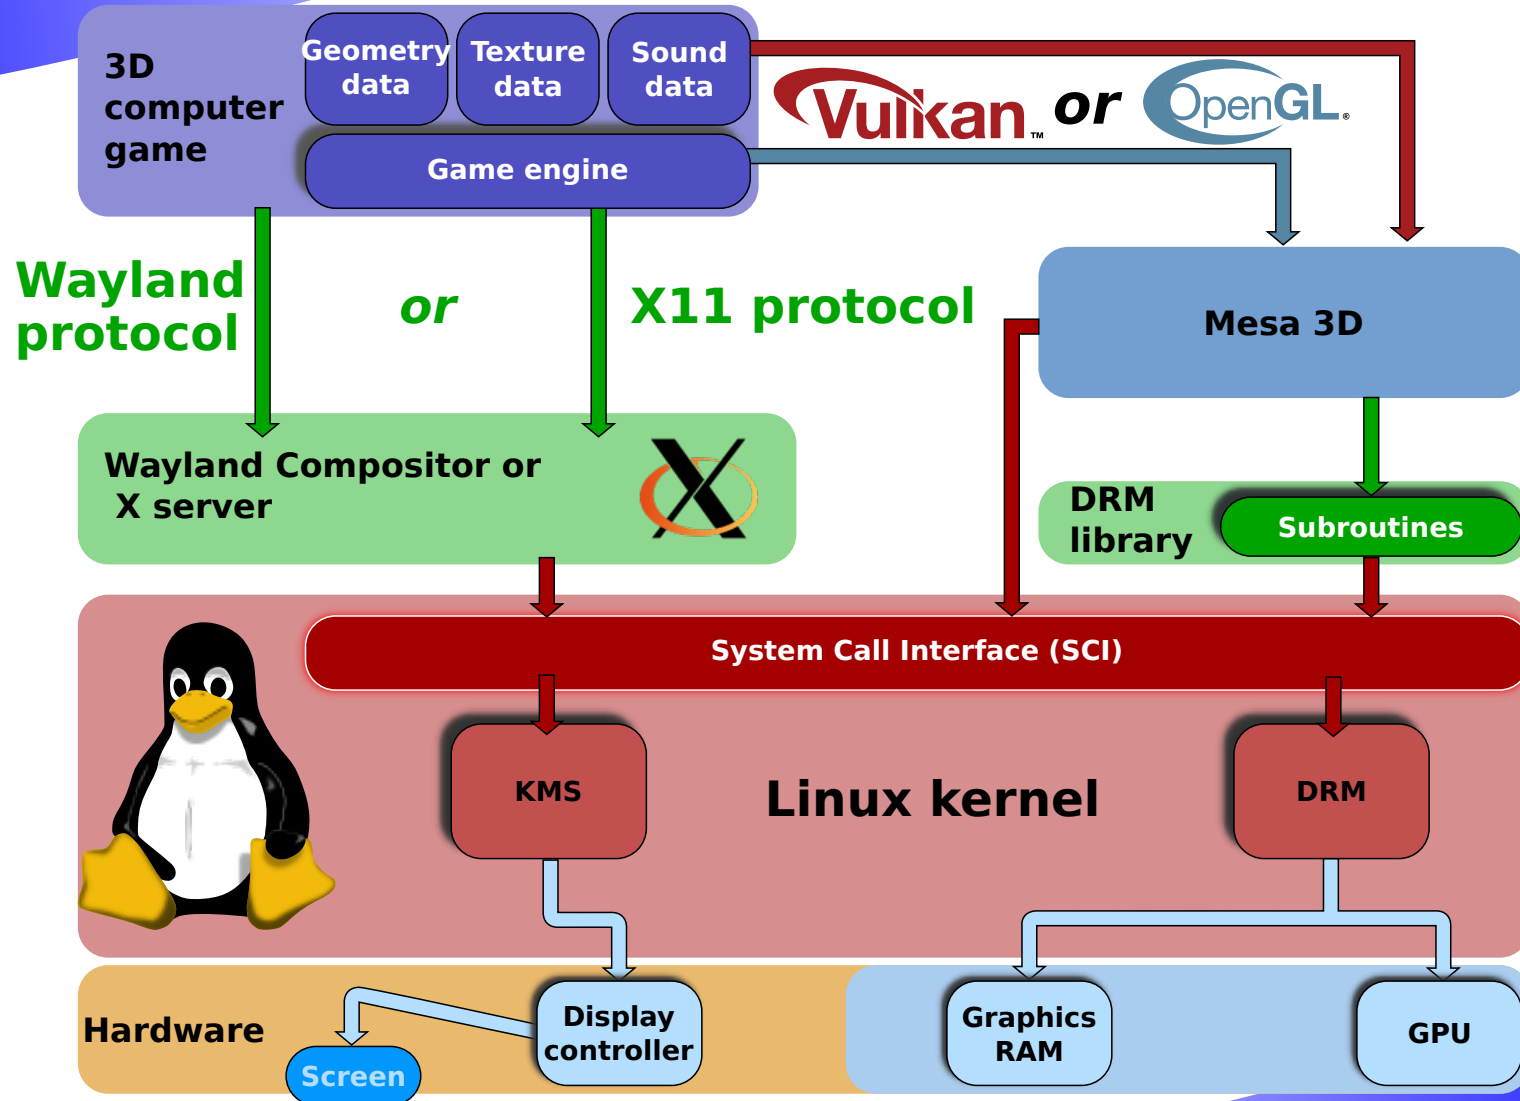 3D
computer
game
Geometry
data
Texture
data
Sound
data
Game engine
Vulkan™ or OpenGL®
Wayland
protocol
or
X11 protocol
Mesa 3D
Wayland Compositor or
X server
DRM
library
Subroutines
System Call Interface (SCI)
KMS
Linux kernel
DRM
Hardware
Screen
Display
controller
Graphics
RAM
GPU